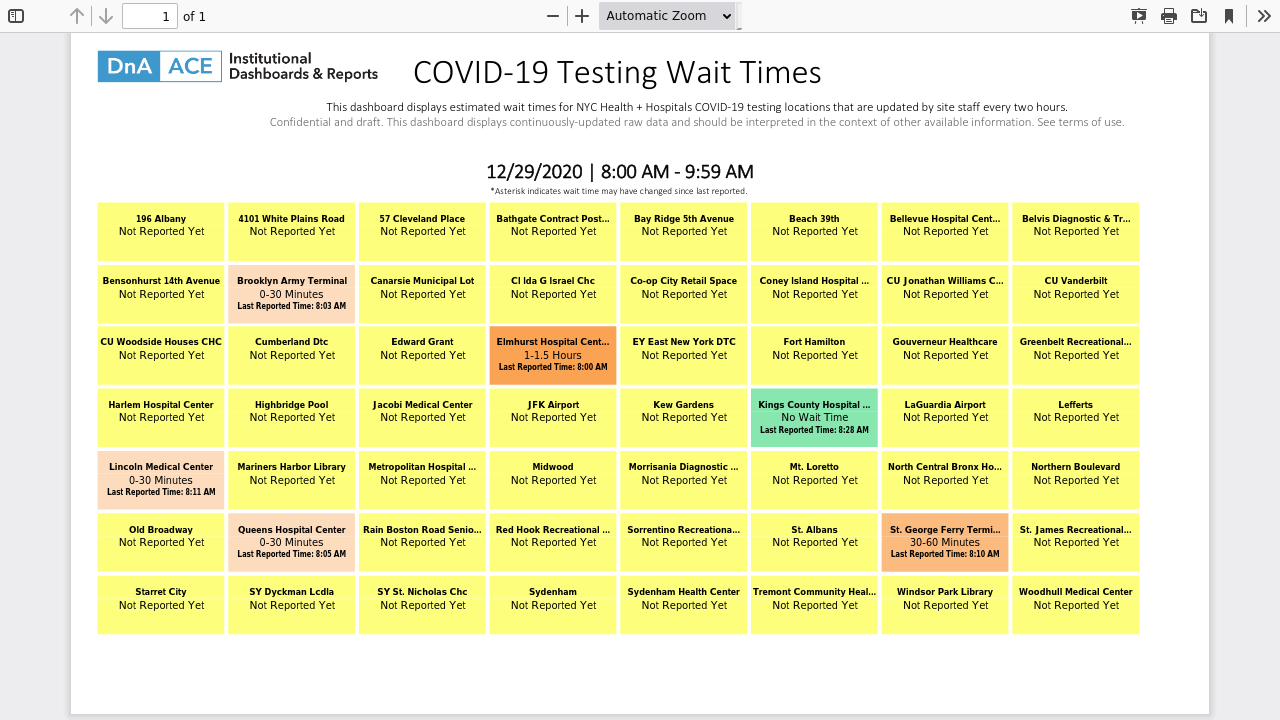 1 of 1 Automatic Zoom
DnA ACE Institutional Dashboards & Reports
COVID-19 Testing Wait Times
This dashboard displays estimated wait times for NYC Health + Hospitals COVID-19 testing locations that are updated by site staff every two hours.
Confidential and draft. This dashboard displays continuously-updated raw data and should be interpreted in the context of other available information. See terms of use.
12/29/2020 | 8:00 AM - 9:59 AM
*Asterisk indicates wait time may have changed since last reported.
196 Albany
Not Reported Yet
4101 White Plains Road
Not Reported Yet
57 Cleveland Place
Not Reported Yet
Bathgate Contract Post...
Not Reported Yet
Bay Ridge 5th Avenue
Not Reported Yet
Beach 39th
Not Reported Yet
Bellevue Hospital Cent...
Not Reported Yet
Belvis Diagnostic & Tr...
Not Reported Yet
Bensonhurst 14th Avenue
Not Reported Yet
Brooklyn Army Terminal
0-30 Minutes
Last Reported Time: 8:03 AM
Canarsie Municipal Lot
Not Reported Yet
CI Ida G Israel Chc
Not Reported Yet
Co-op City Retail Space
Not Reported Yet
Coney Island Hospital ...
Not Reported Yet
CU Jonathan Williams C...
Not Reported Yet
CU Vanderbilt
Not Reported Yet
CU Woodside Houses CHC
Not Reported Yet
Cumberland Dtc
Not Reported Yet
Edward Grant
Not Reported Yet
Elmhurst Hospital Cent...
1-1.5 Hours
Last Reported Time: 8:00 AM
EY East New York DTC
Not Reported Yet
Fort Hamilton
Not Reported Yet
Gouverneur Healthcare
Not Reported Yet
Greenbelt Recreational...
Not Reported Yet
Harlem Hospital Center
Not Reported Yet
Highbridge Pool
Not Reported Yet
Jacobi Medical Center
Not Reported Yet
JFK Airport
Not Reported Yet
Kew Gardens
Not Reported Yet
Kings County Hospital ...
No Wait Time
Last Reported Time: 8:28 AM
LaGuardia Airport
Not Reported Yet
Lefferts
Not Reported Yet
Lincoln Medical Center
0-30 Minutes
Last Reported Time: 8:11 AM
Mariners Harbor Library
Not Reported Yet
Metropolitan Hospital ...
Not Reported Yet
Midwood
Not Reported Yet
Morrisania Diagnostic ...
Not Reported Yet
Mt. Loretto
Not Reported Yet
North Central Bronx Ho...
Not Reported Yet
Northern Boulevard
Not Reported Yet
Old Broadway
Not Reported Yet
Queens Hospital Center
0-30 Minutes
Last Reported Time: 8:05 AM
Rain Boston Road Senio...
Not Reported Yet
Red Hook Recreational ...
Not Reported Yet
Sorrentino Recreationa...
Not Reported Yet
St. Albans
Not Reported Yet
St. George Ferry Termi...
30-60 Minutes
Last Reported Time: 8:10 AM
St. James Recreational...
Not Reported Yet
Starret City
Not Reported Yet
SY Dyckman Lcdla
Not Reported Yet
SY St. Nicholas Chc
Not Reported Yet
Sydenham
Not Reported Yet
Sydenham Health Center
Not Reported Yet
Tremont Community Heal...
Not Reported Yet
Windsor Park Library
Not Reported Yet
Woodhull Medical Center
Not Reported Yet